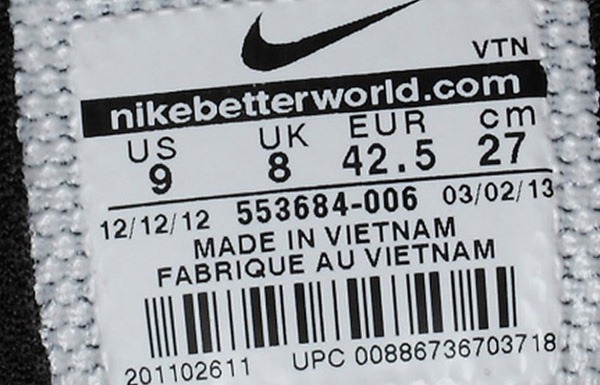 VTN
nikebetterworld.com
US UK EUR cm
9 8 42.5 27
12/12/12 553684-006 03/02/13
MADE IN VIETNAM
FABRIQUE AU VIETNAM
201102611 UPC 00886736703718